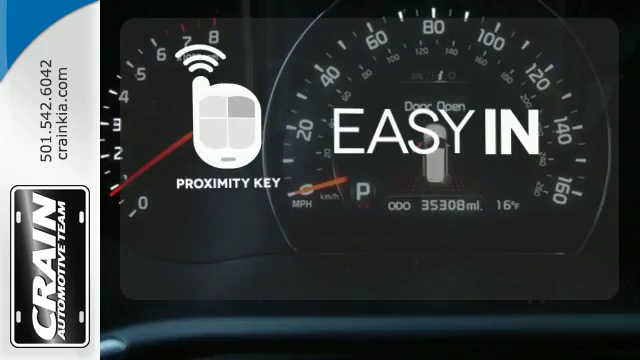 501.542.6042
crainkia.com
CRAIN
AUTOMOTIVE TEAM
PROXIMITY KEY
EASY IN
8
7
6
5
4
3
2
0
MPH
km/h
20
40
60
80
100
120
140
160
Door Open
P
ODO 35308mi. 16°F